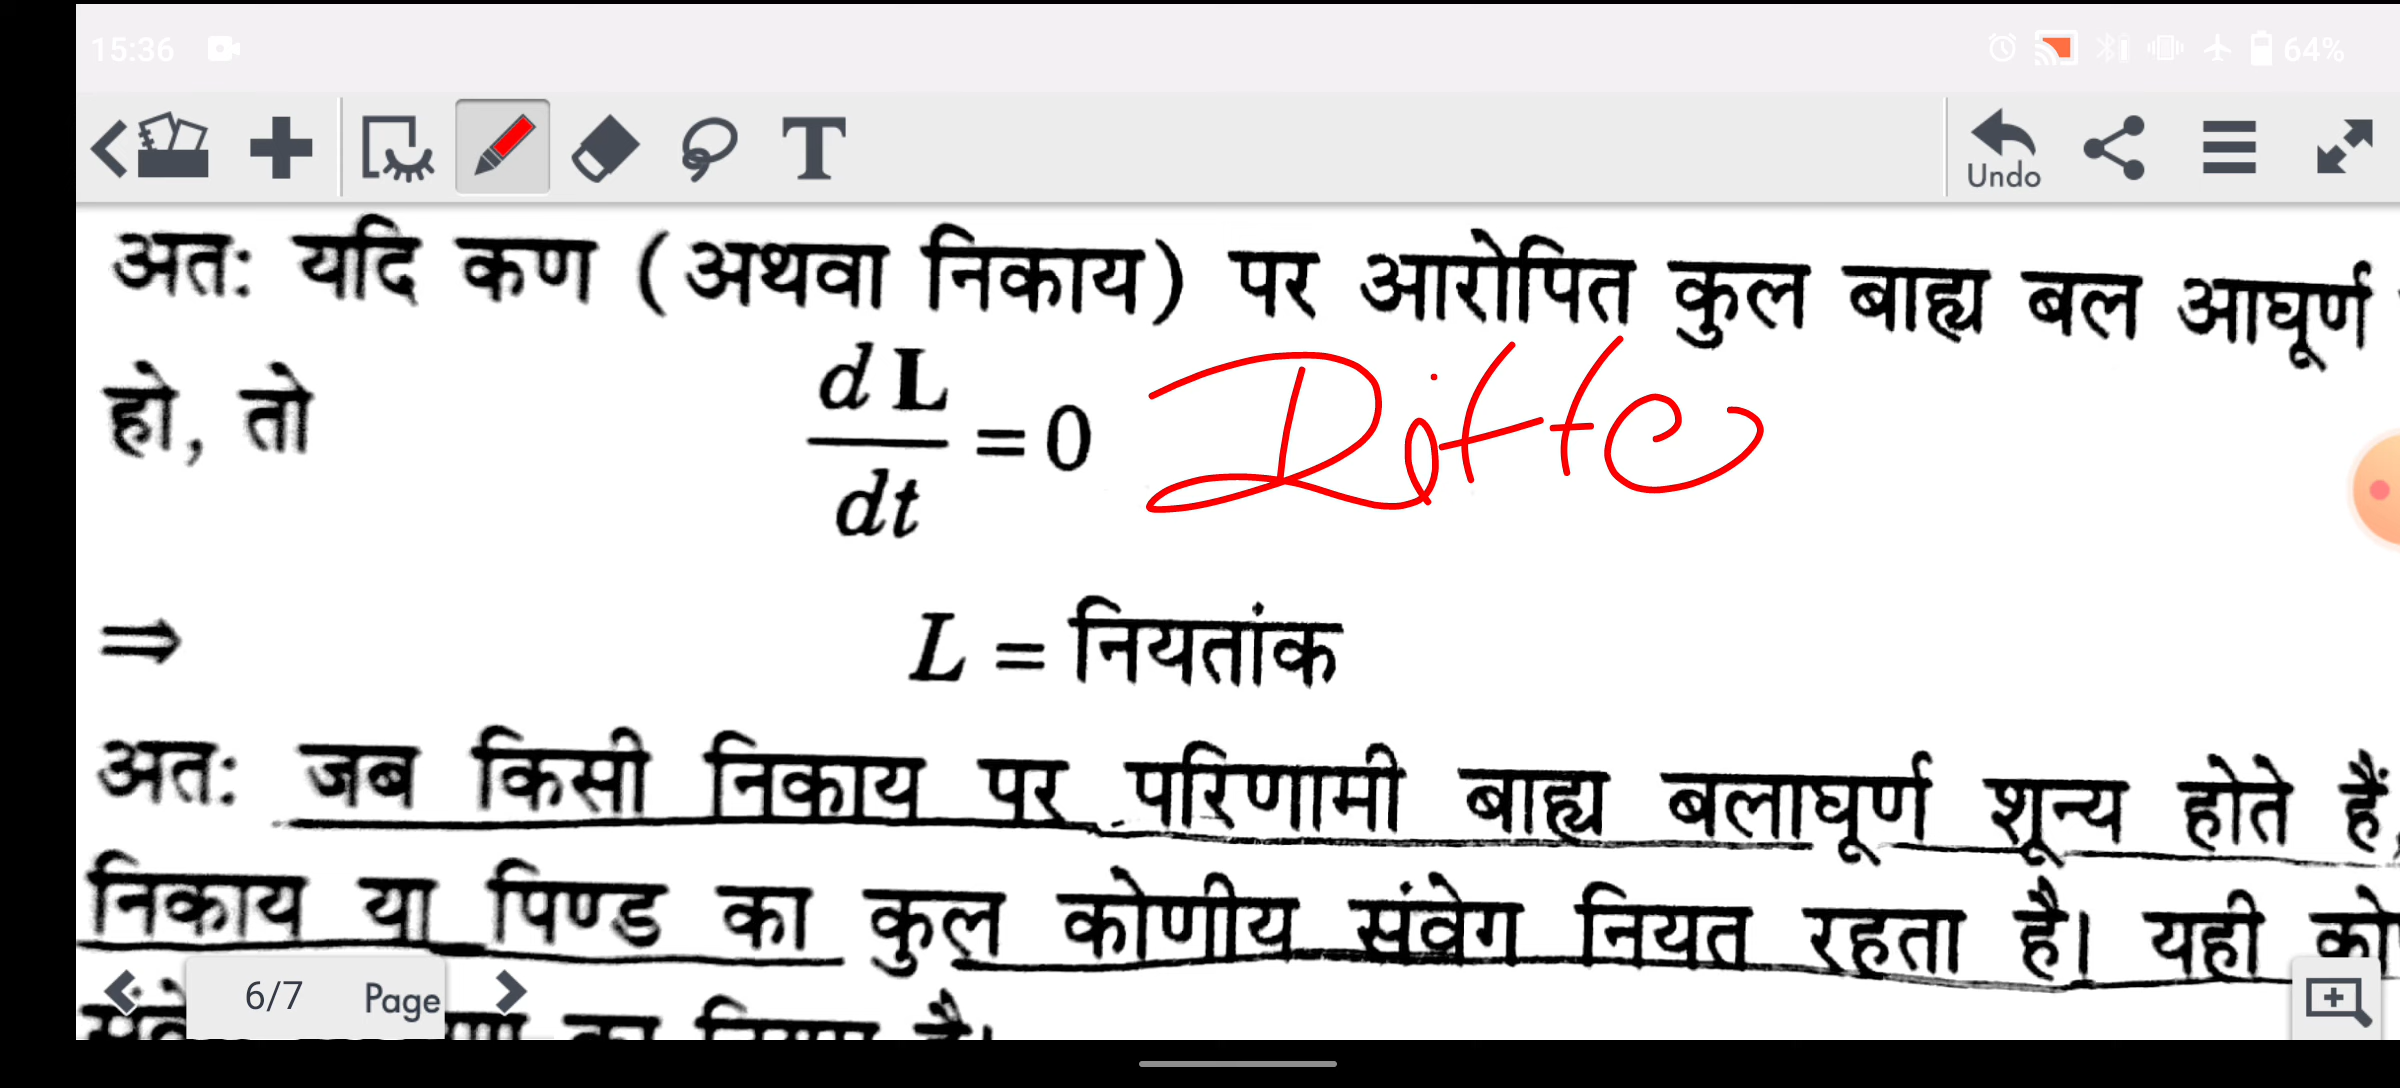 15:36 64%
T Undo
अतः यदि कण (अथवा निकाय) पर आरोपित कुल बाह्य बल आघूर्ण
हो, तो dL/dt = 0
⇒ L = नियतांक
अतः जब किसी निकाय पर परिणामी बाह्य बलाघूर्ण शून्य होते हैं,
निकाय या पिण्ड का कुल कोणीय संवेग नियत रहता है। यही को
6/7 Page